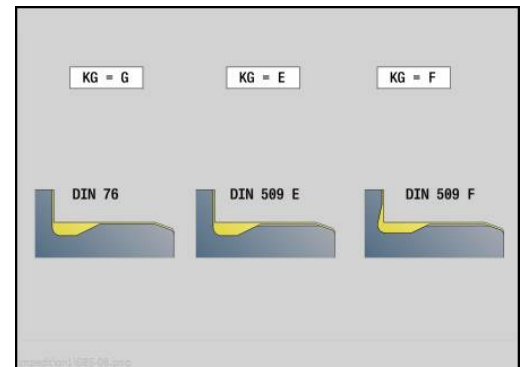 KG = G KG = E KG = F
DIN 76 DIN 509 E DIN 509 F